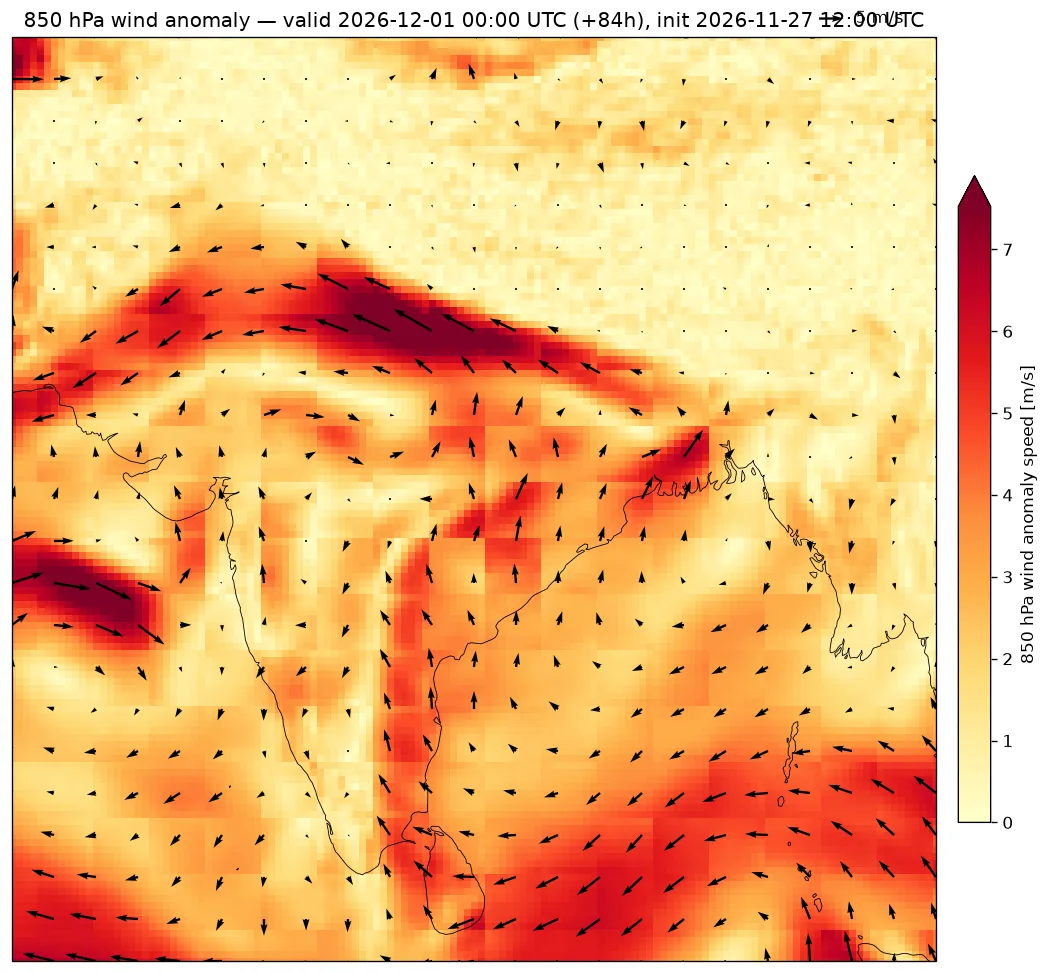 850 hPa wind anomaly — valid 2026-12-01 00:00 UTC (+84h), init 2026-11-27 12:00 UTC
5 m/s
7
6
5
4
3
2
1
0
850 hPa wind anomaly speed [m/s]